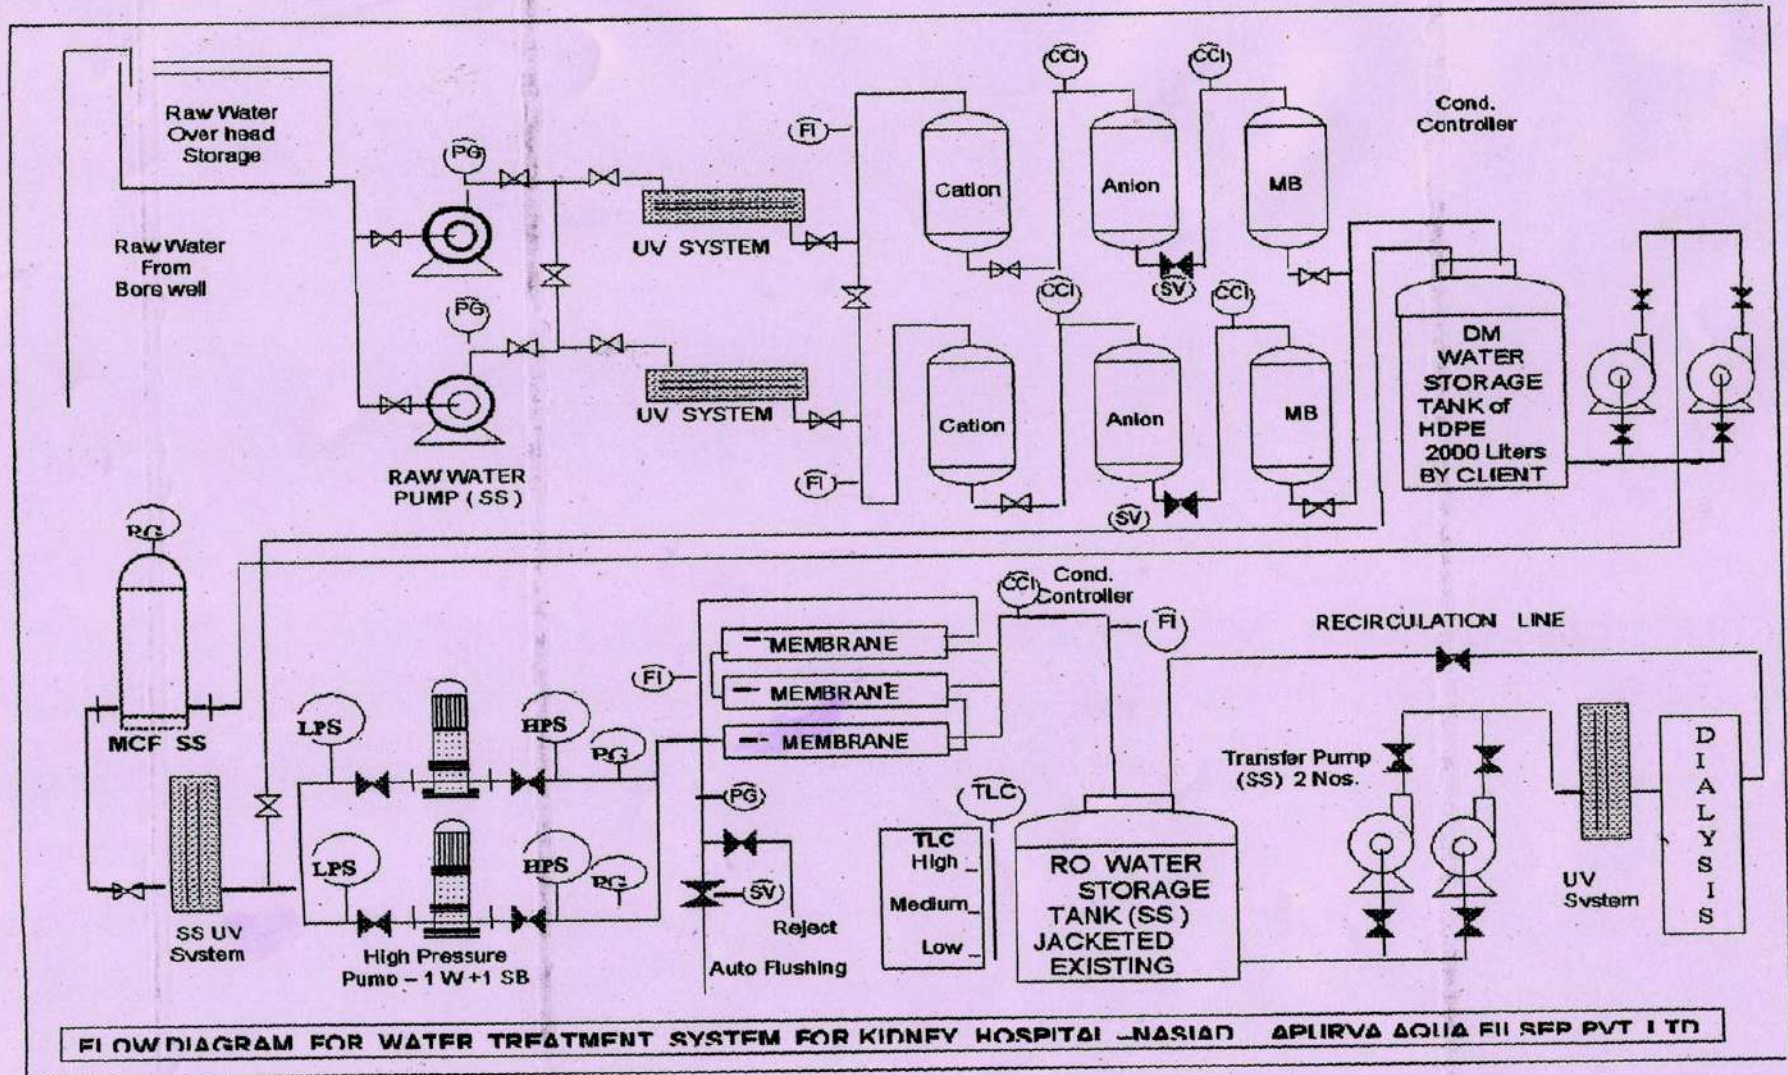 Raw Water
Over head
Storage
Raw Water
From
Bore well
PG
PG
RAW WATER
PUMP ( SS )
UV SYSTEM
UV SYSTEM
FI
FI
Cation
Anion
MB
CCI
CCI
SV
Cation
Anion
MB
CCI
CCI
SV
Cond.
Controller
DM
WATER
STORAGE
TANK of
HDPE
2000 Liters
BY CLIENT
PG
MCF SS
SS UV
System
LPS
HPS
PG
LPS
HPS
PG
High Pressure
Pump – 1 W +1 SB
FI
MEMBRANE
MEMBRANE
MEMBRANE
PG
SV
Reject
Auto Flushing
CCI
Cond.
Controller
FI
TLC
TLC
High
Medium
Low
RO WATER
STORAGE
TANK (SS )
JACKETED
EXISTING
RECIRCULATION LINE
Transfer Pump
(SS) 2 Nos.
UV
System
DIALYSIS
FLOW DIAGRAM FOR WATER TREATMENT SYSTEM FOR KIDNEY HOSPITAL –NASIAD APURVA AQUA FILSEP PVT LTD